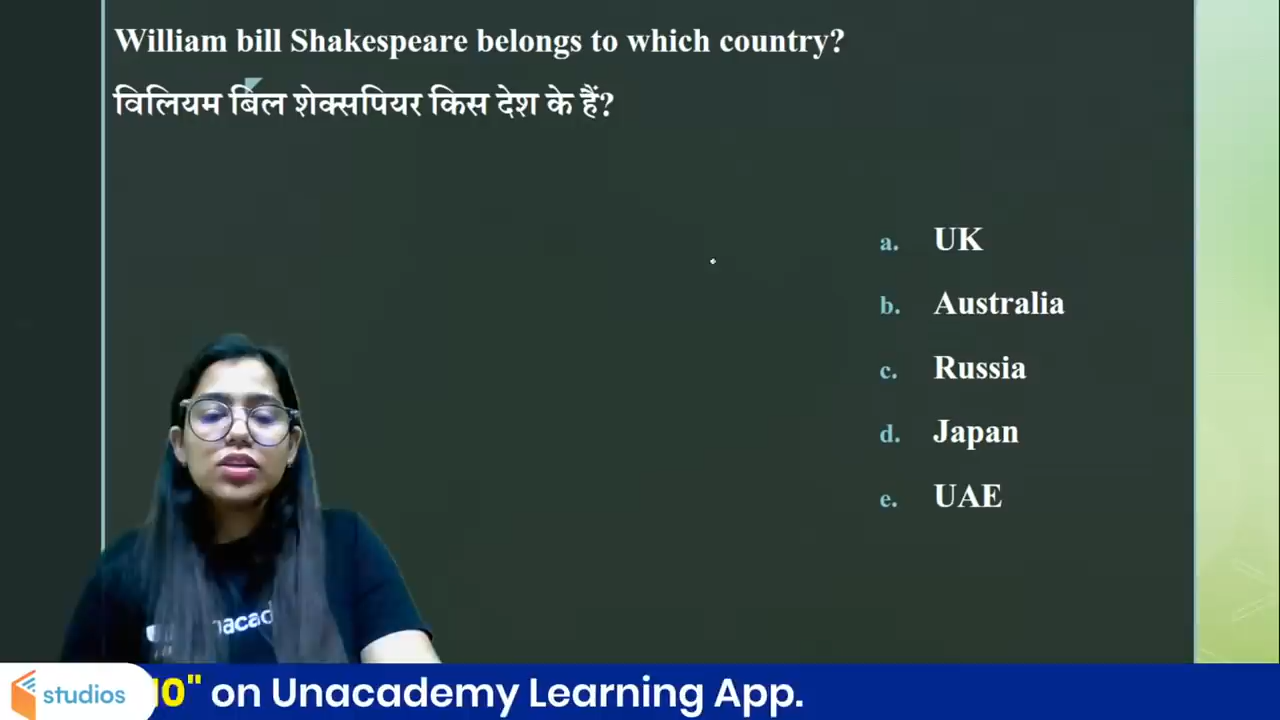 William bill Shakespeare belongs to which country?
विलियम बिल शेक्सपियर किस देश के हैं?
a. UK
b. Australia
c. Russia
d. Japan
e. UAE
studios
10" on Unacademy Learning App.